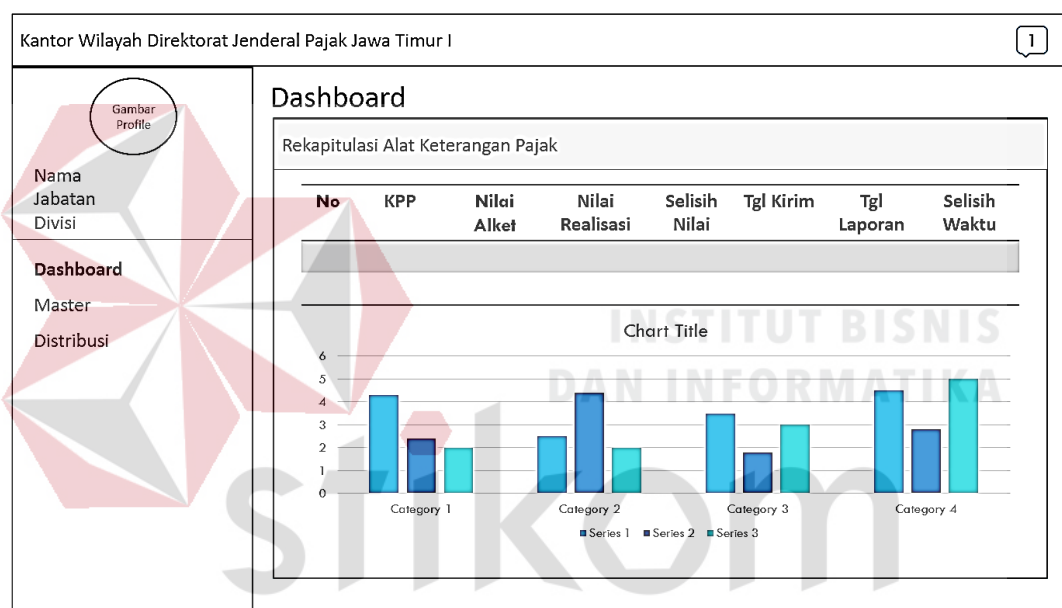 Kantor Wilayah Direktorat Jenderal Pajak Jawa Timur I
1
Gambar
Profile
Nama
Jabatan
Divisi
Dashboard
Master
Distribusi
Dashboard
Rekapitulasi Alat Keterangan Pajak
No KPP Nilai Nilai Selisih Tgl Kirim Tgl Selisih
Alket Realisasi Nilai Laporan Waktu
Chart Title
6
5
4
3
2
1
0
Category 1 Category 2 Category 3 Category 4
Series 1 Series 2 Series 3
INSTITUT BISNIS
DAN INFORMATIKA
stikom